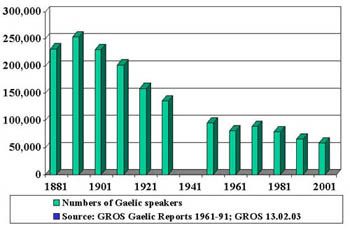 300,000
250,000
200,000
150,000
100,000
50,000
0
1881 1901 1921 1941 1961 1981 2001
Numbers of Gaelic speakers
Source: GROS Gaelic Reports 1961-91; GROS 13.02.03